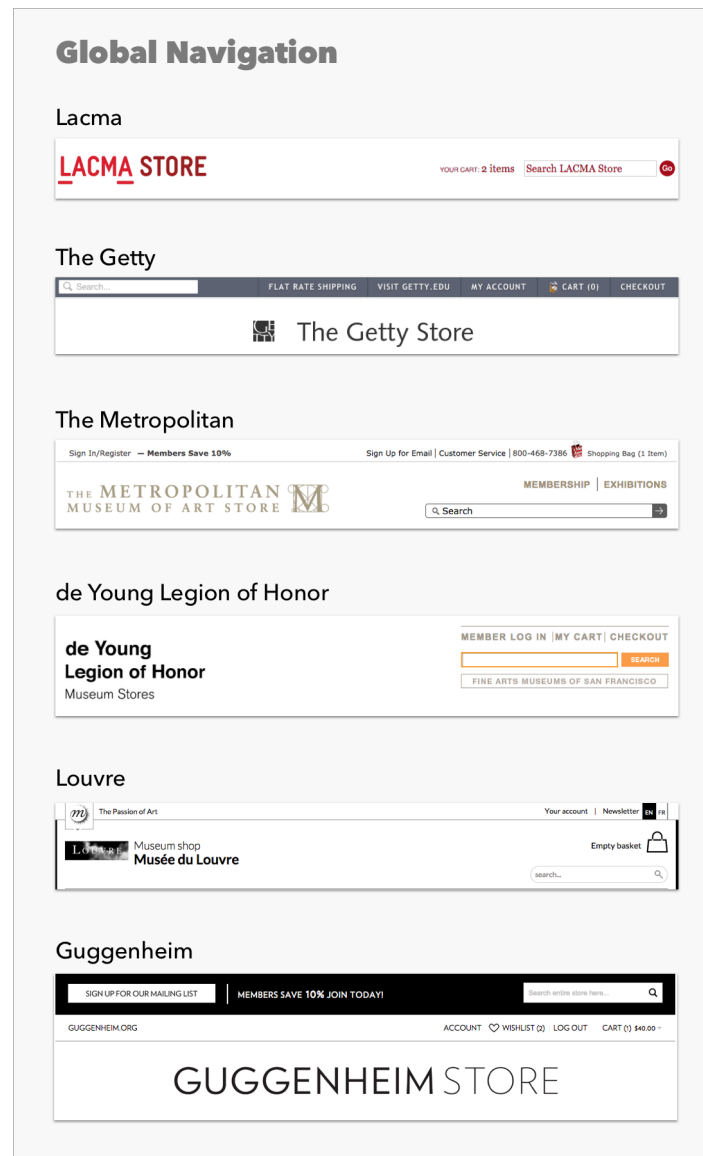 Global Navigation
Lacma
LACMA STORE
YOUR CART: 2 items Search LACMA Store Go
The Getty
Search... FLAT RATE SHIPPING VISIT GETTY.EDU MY ACCOUNT CART (0) CHECKOUT
The Getty Store
The Metropolitan
Sign In/Register — Members Save 10% Sign Up for Email | Customer Service | 800-468-7386 Shopping Bag (1 Item)
MEMBERSHIP | EXHIBITIONS
THE METROPOLITAN
MUSEUM OF ART STORE
Search
de Young Legion of Honor
de Young
Legion of Honor
Museum Stores
MEMBER LOG IN | MY CART | CHECKOUT
SEARCH
FINE ARTS MUSEUMS OF SAN FRANCISCO
Louvre
m The Passion of Art Your account | Newsletter EN FR
LOUVRE Museum shop
Musée du Louvre
Empty basket
search...
Guggenheim
SIGN UP FOR OUR MAILING LIST MEMBERS SAVE 10% JOIN TODAY! Search entire store here...
GUGGENHEIM.ORG ACCOUNT WISHLIST (2) LOG OUT CART (1) $40.00
GUGGENHEIM STORE